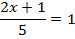 (2x + 1)/5 = 1